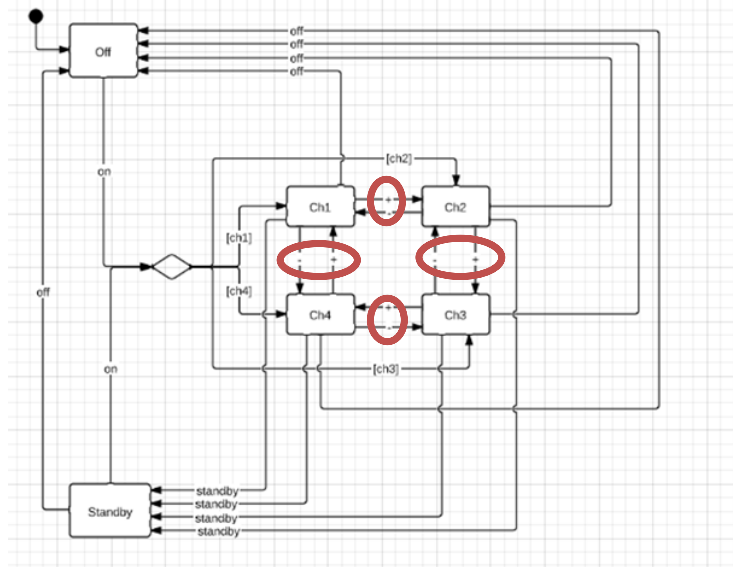 off
off
off
off
Off
on
[ch2]
Ch1
+
-
Ch2
[ch1]
-
+
-
+
off
[ch4]
Ch4
+
-
Ch3
on
[ch3]
standby
standby
standby
standby
Standby